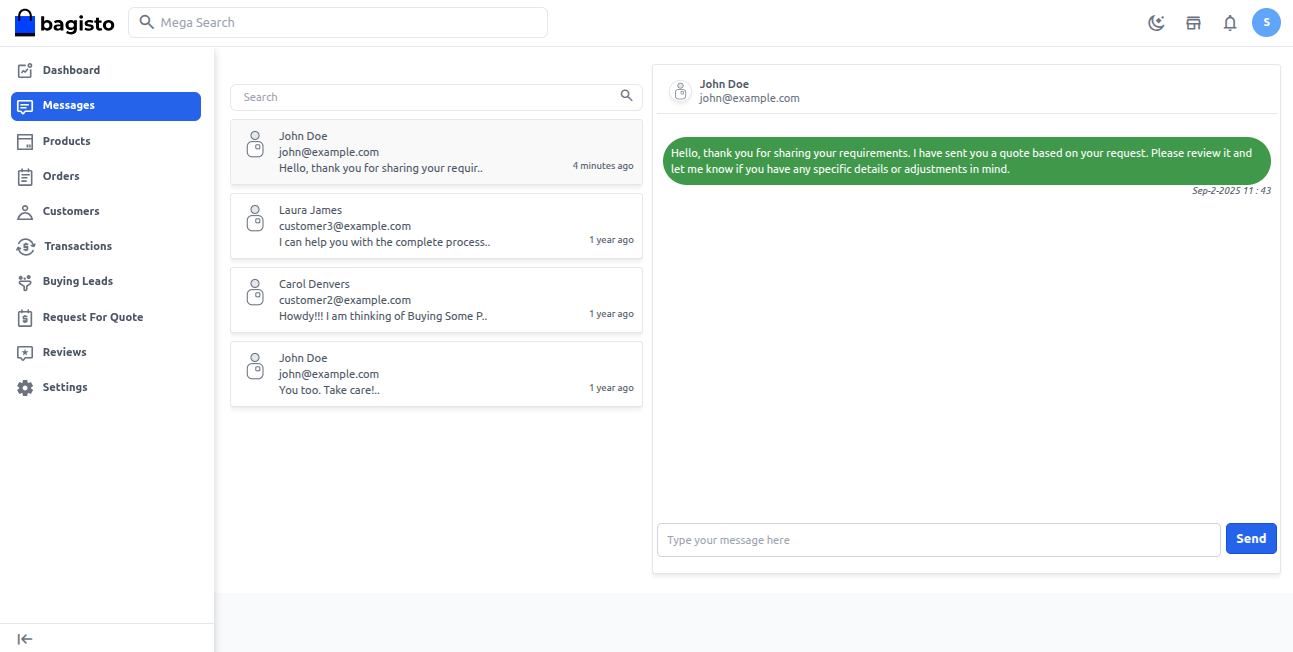 bagisto
Mega Search
S
Dashboard
Messages
Products
Orders
Customers
Transactions
Buying Leads
Request For Quote
Reviews
Settings
Search
John Doe
john@example.com
Hello, thank you for sharing your requir..
4 minutes ago
Laura James
customer3@example.com
I can help you with the complete process..
1 year ago
Carol Denvers
customer2@example.com
Howdy!!! I am thinking of Buying Some P..
1 year ago
John Doe
john@example.com
You too. Take care!..
1 year ago
John Doe
john@example.com
Hello, thank you for sharing your requirements. I have sent you a quote based on your request. Please review it and
let me know if you have any specific details or adjustments in mind.
Sep-2-2025 11 : 43
Type your message here
Send